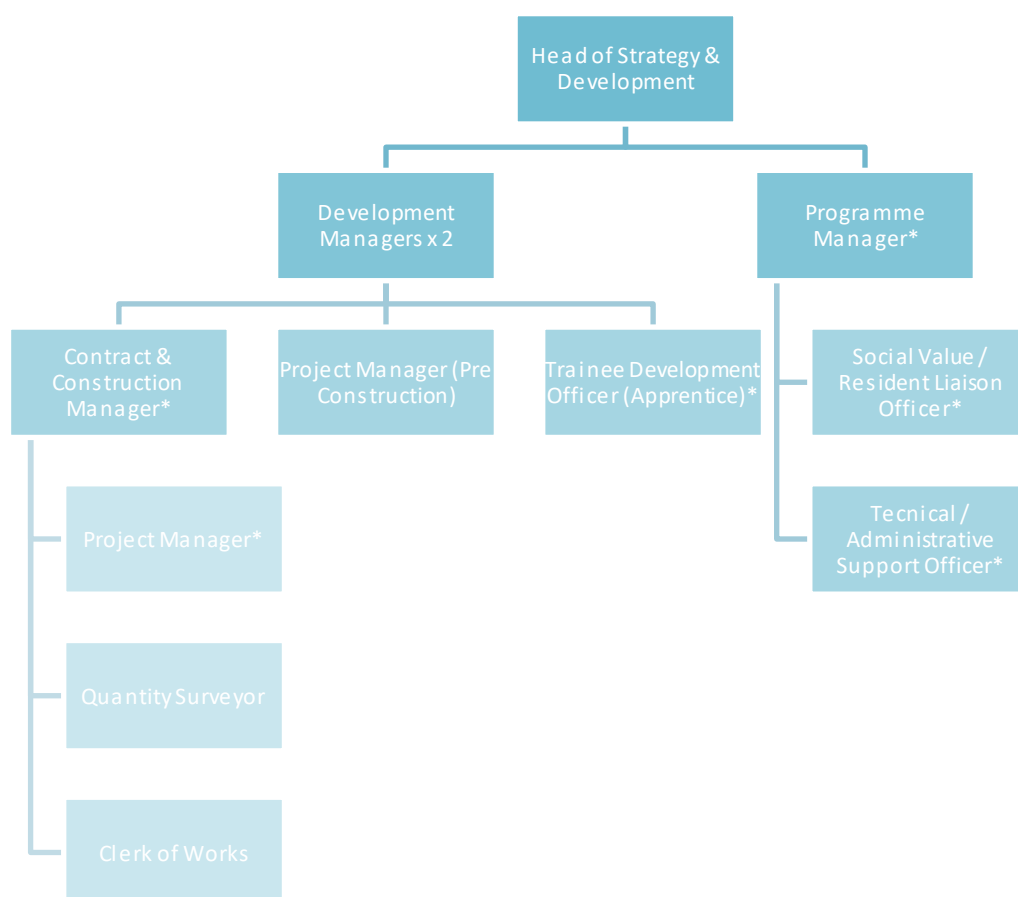 Head of Strategy &
Development
Development
Managers x 2
Programme
Manager*
Contract &
Construction
Manager*
Project Manager (Pre
Construction)
Trainee Development
Officer (Apprentice)*
Social Value /
Resident Liaison
Officer*
Project Manager*
Tecnical /
Administrative
Support Officer*
Quantity Surveyor
Clerk of Works